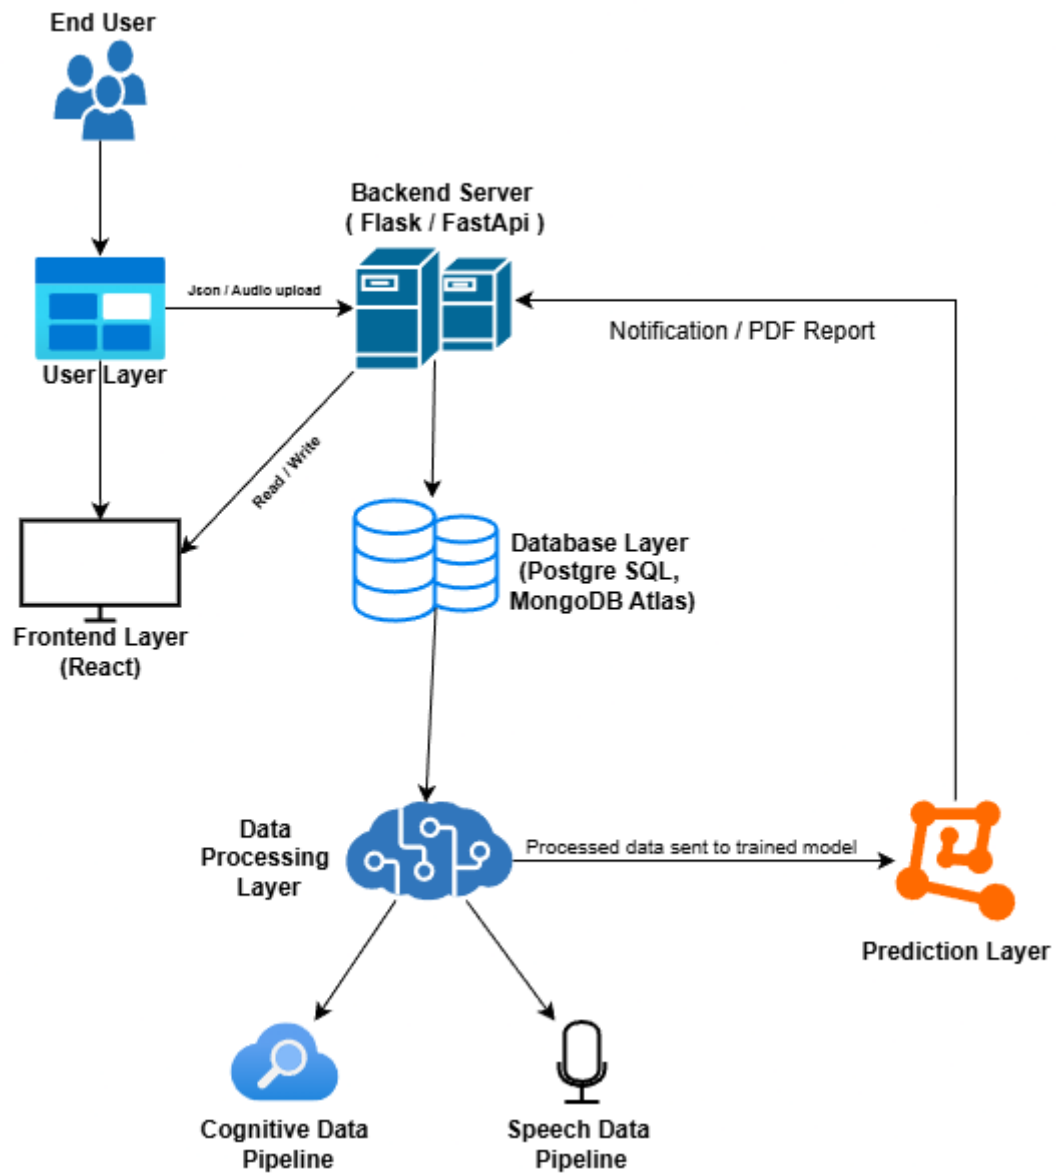 End User
Backend Server
( Flask / FastApi )
Json / Audio upload
Notification / PDF Report
User Layer
Read / Write
Database Layer
(Postgre SQL,
MongoDB Atlas)
Frontend Layer
(React)
Data
Processing
Layer
Processed data sent to trained model
Prediction Layer
Cognitive Data
Pipeline
Speech Data
Pipeline